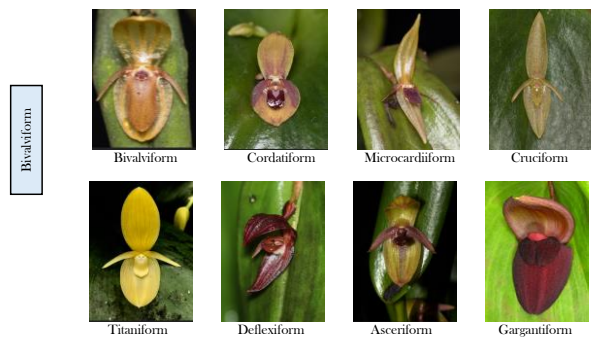 Bivalviform
Bivalviform
Cordatiform
Microcardiiform
Cruciform
Titaniform
Deflexiform
Asceriform
Gargantiform